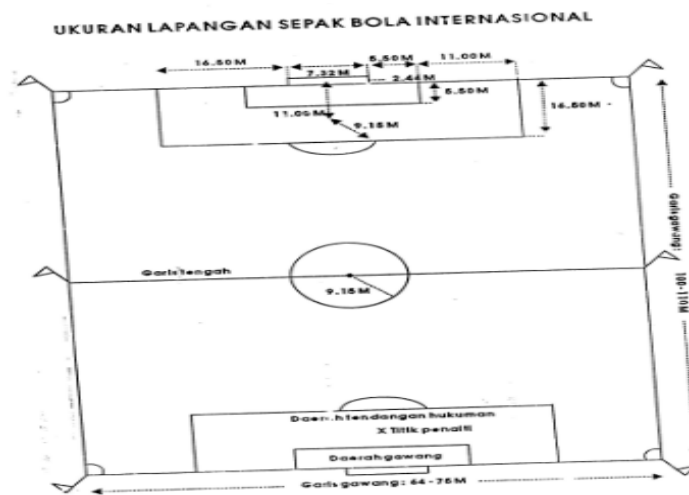 UKURAN LAPANGAN SEPAK BOLA INTERNASIONAL
16.50M
7.32M
5.50M
11.00M
2.44M
5.50M
11.00M
9.15M
16.50M
Garis gawang:
100-110M
Garis tengah
9.15M
Daerah tendangan hukuman
X Titik penalti
Daerah gawang
Garis gawang: 64-75M